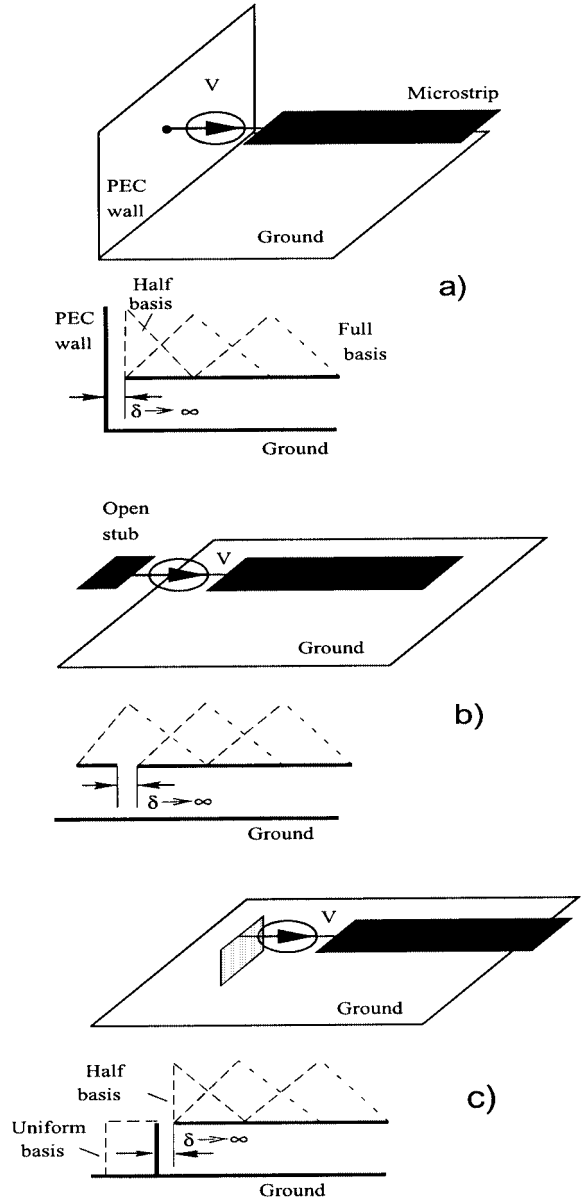 V
Microstrip
PEC
wall
Ground
a)
Half
basis
PEC
wall
Full
basis
δ → ∞
Ground
Open
stub
V
Ground
b)
δ → ∞
Ground
V
Ground
Half
basis
c)
Uniform
basis
δ → ∞
Ground